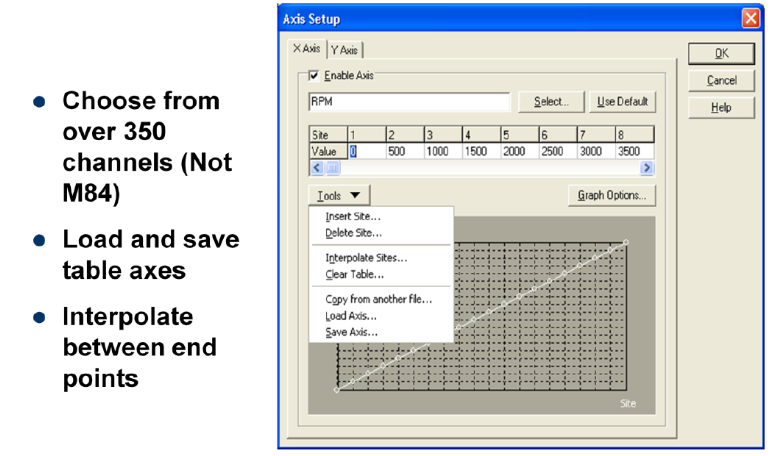 Choose from
over 350
channels (Not
M84)
Load and save
table axes
Interpolate
between end
points
Axis Setup
X Axis Y Axis
Enable Axis
RPM Select... Use Default
Site 1 2 3 4 5 6 7 8
Value 0 500 1000 1500 2000 2500 3000 3500
Tools Graph Options...
Insert Site...
Delete Site...
Interpolate Sites...
Clear Table...
Copy from another file...
Load Axis...
Save Axis...
Site
OK
Cancel
Help